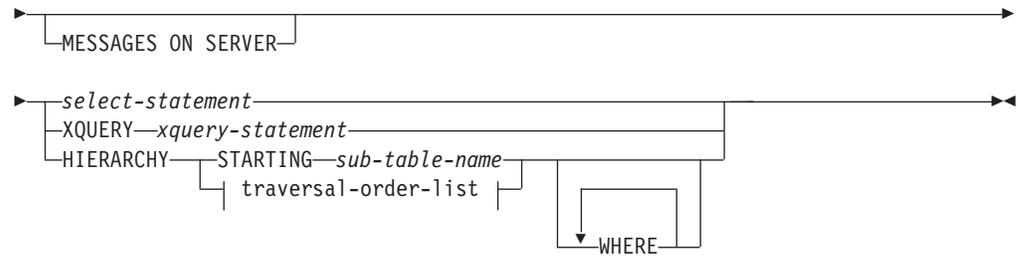 MESSAGES ON SERVER
select-statement
XQUERY xquery-statement
HIERARCHY STARTING sub-table-name
traversal-order-list
WHERE